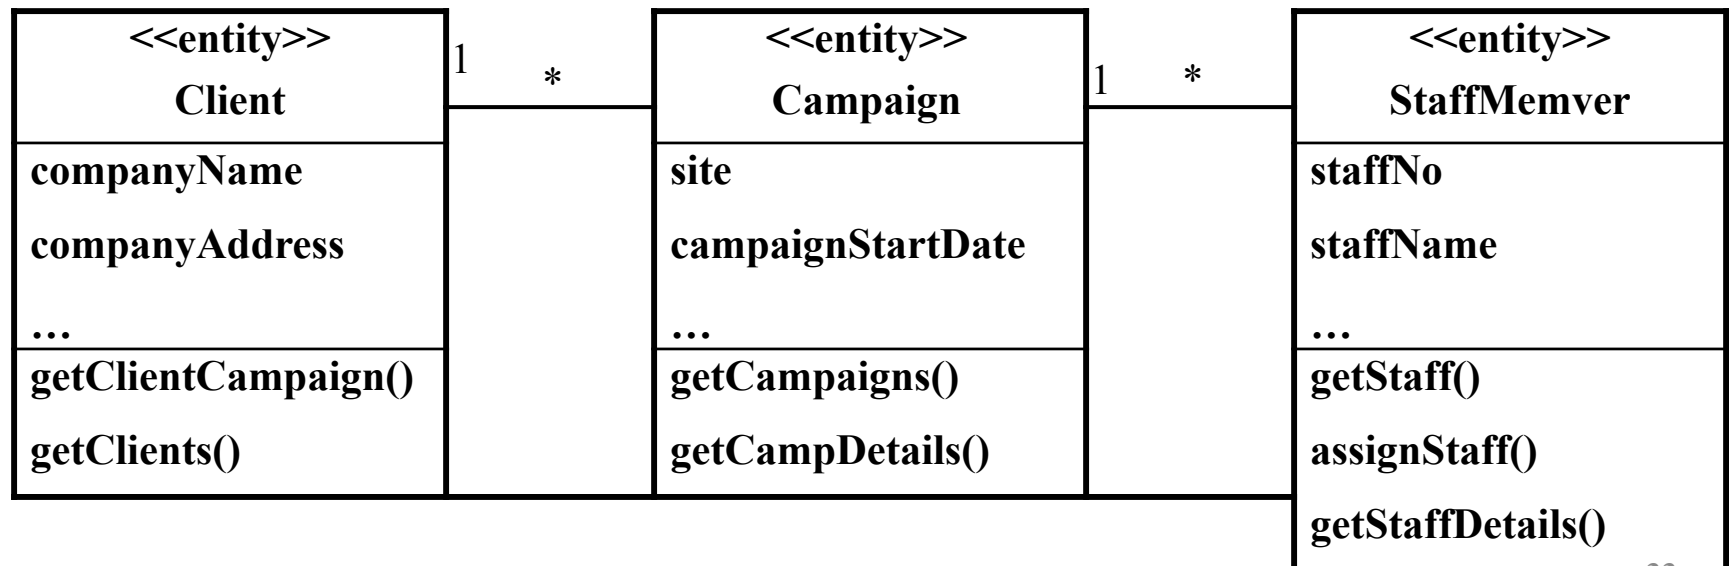 <<entity>>
Client
companyName
companyAddress
…
getClientCampaign()
getClients()
1
*
<<entity>>
Campaign
site
campaignStartDate
…
getCampaigns()
getCampDetails()
1
*
<<entity>>
StaffMemver
staffNo
staffName
…
getStaff()
assignStaff()
getStaffDetails()